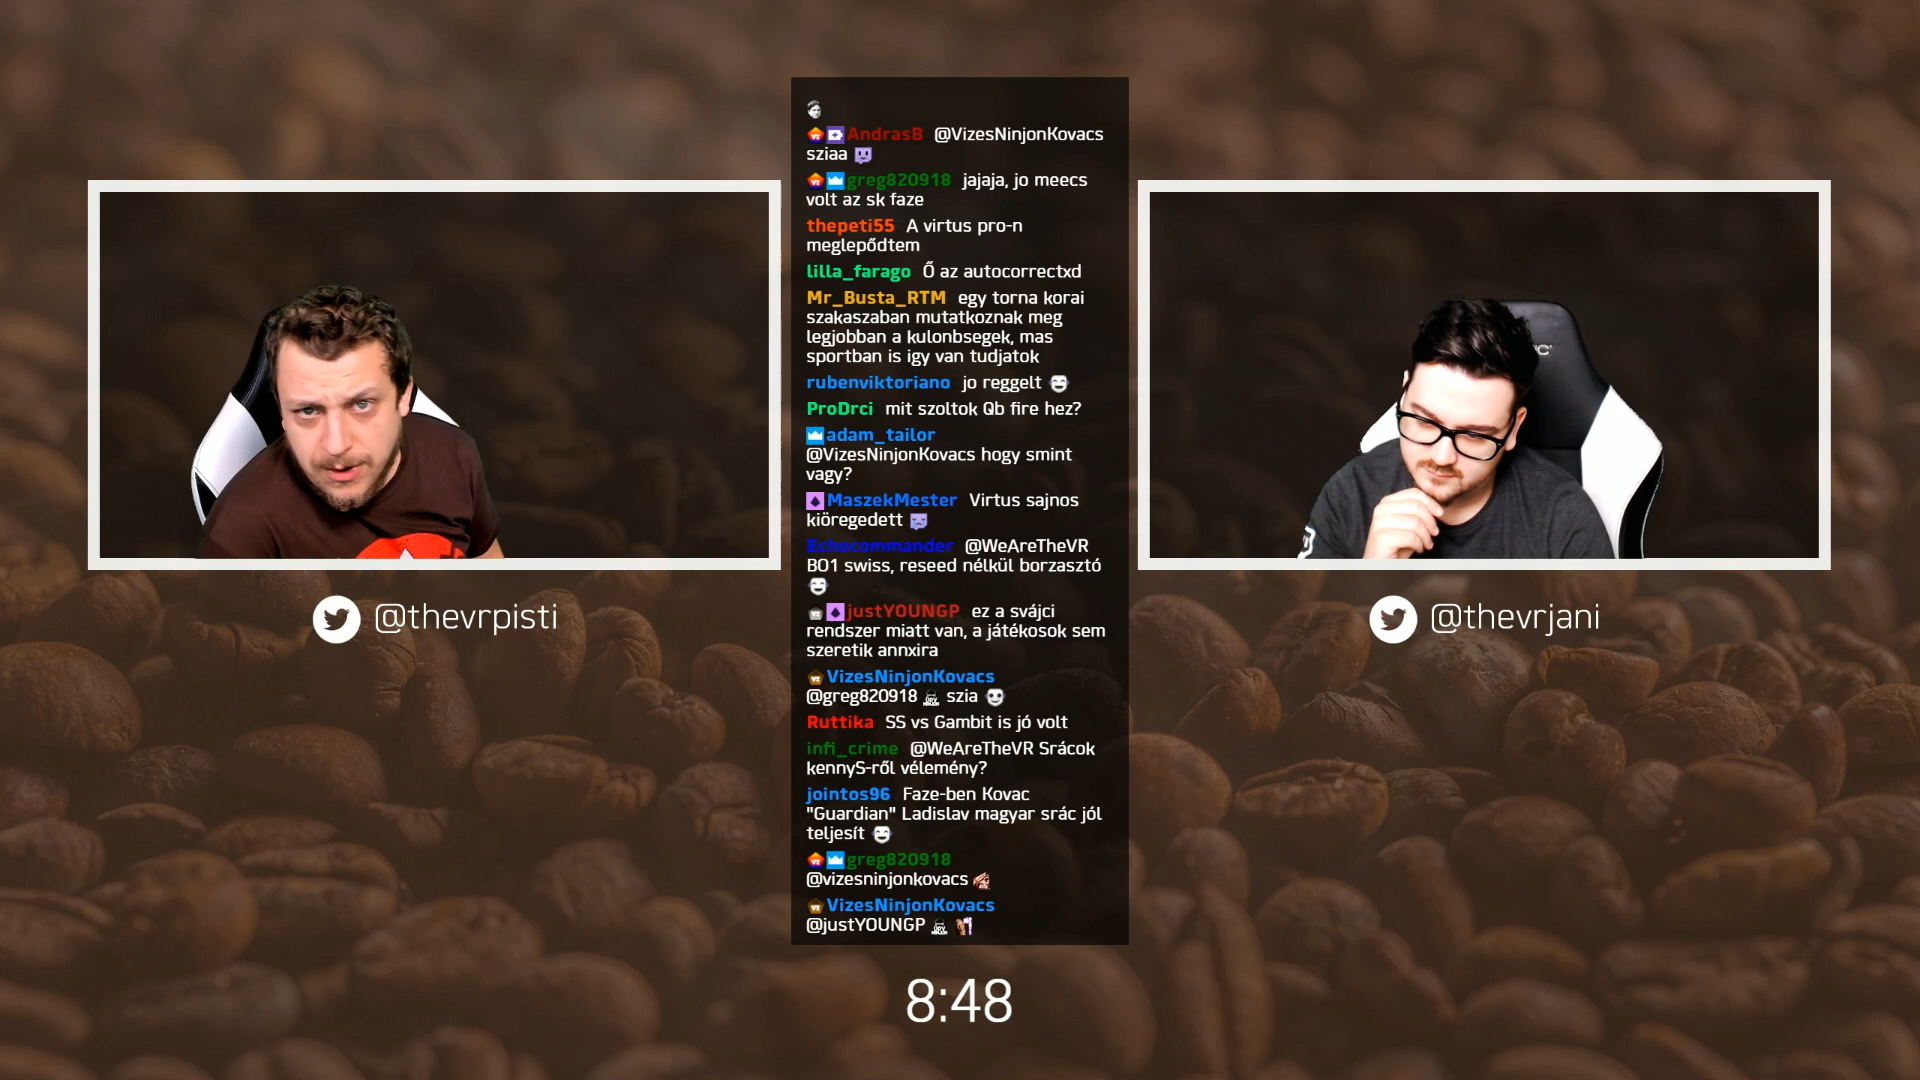 AndrasB @VizesNinjonKovacs
sziaa
greg820918 jajaja, jo meecs
volt az sk faze
thepeti55 A virtus pro-n
meglepődtem
lilla_farago Ő az autocorrectxd
Mr_Busta_RTM egy torna korai
szakaszaban mutatkoznak meg
legjobban a kulonbsegek, mas
sportban is igy van tudjatok
rubenviktoriano jo reggelt
ProDrci mit szoltok Qb fire hez?
adam_tailor
@VizesNinjonKovacs hogy smint
vagy?
MaszekMester Virtus sajnos
kiöregedett
Echocommander @WeAreTheVR
BO1 swiss, reseed nélkül borzasztó
justYOUNGP ez a svájci
rendszer miatt van, a játékosok sem
szeretik annxira
VizesNinjonKovacs
@greg820918 szia
Ruttika SS vs Gambit is jó volt
infi_crime @WeAreTheVR Srácok
kennyS-ről vélemény?
jointos96 Faze-ben Kovac
"Guardian" Ladislav magyar srác jól
teljesít
greg820918
@vizesninjonkovacs
VizesNinjonKovacs
@justYOUNGP
@thevrpisti
@thevrjani
8:48